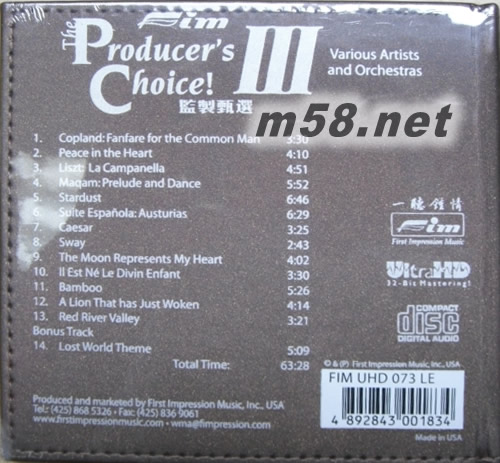 fim
The Producer's Choice! III
監製甄選
Various Artists
and Orchestras
m58.net
1. Copland: Fanfare for the Common Man 3:30
2. Peace in the Heart 4:10
3. Liszt: La Campanella 4:51
4. Maqam: Prelude and Dance 5:52
5. Stardust 6:46
6. Suite Española: Austurias 6:29
7. Caesar 3:21
8. Sway 2:43
9. The Moon Represents My Heart 4:02
10. Il Est Né Le Divin Enfant 3:30
11. Bamboo 5:26
12. A Lion That has Just Woken 4:14
13. Red River Valley 3:21
Bonus Track
14. Lost World Theme 5:09
Total Time: 63:28
一聽鍾情
fim
First Impression Music
UltraHD
32-Bit Mastering!
COMPACT
disc
DIGITAL AUDIO
© & (P) First Impression Music, Inc., USA
FIM UHD 073 LE
4 892843 001834
Made in USA
Produced and marketed by First Impression Music, Inc., USA
Tel.: (425) 868 5326 • Fax: (425) 836 9061
www.firstimpressionmusic.com • wma@fimpression.com